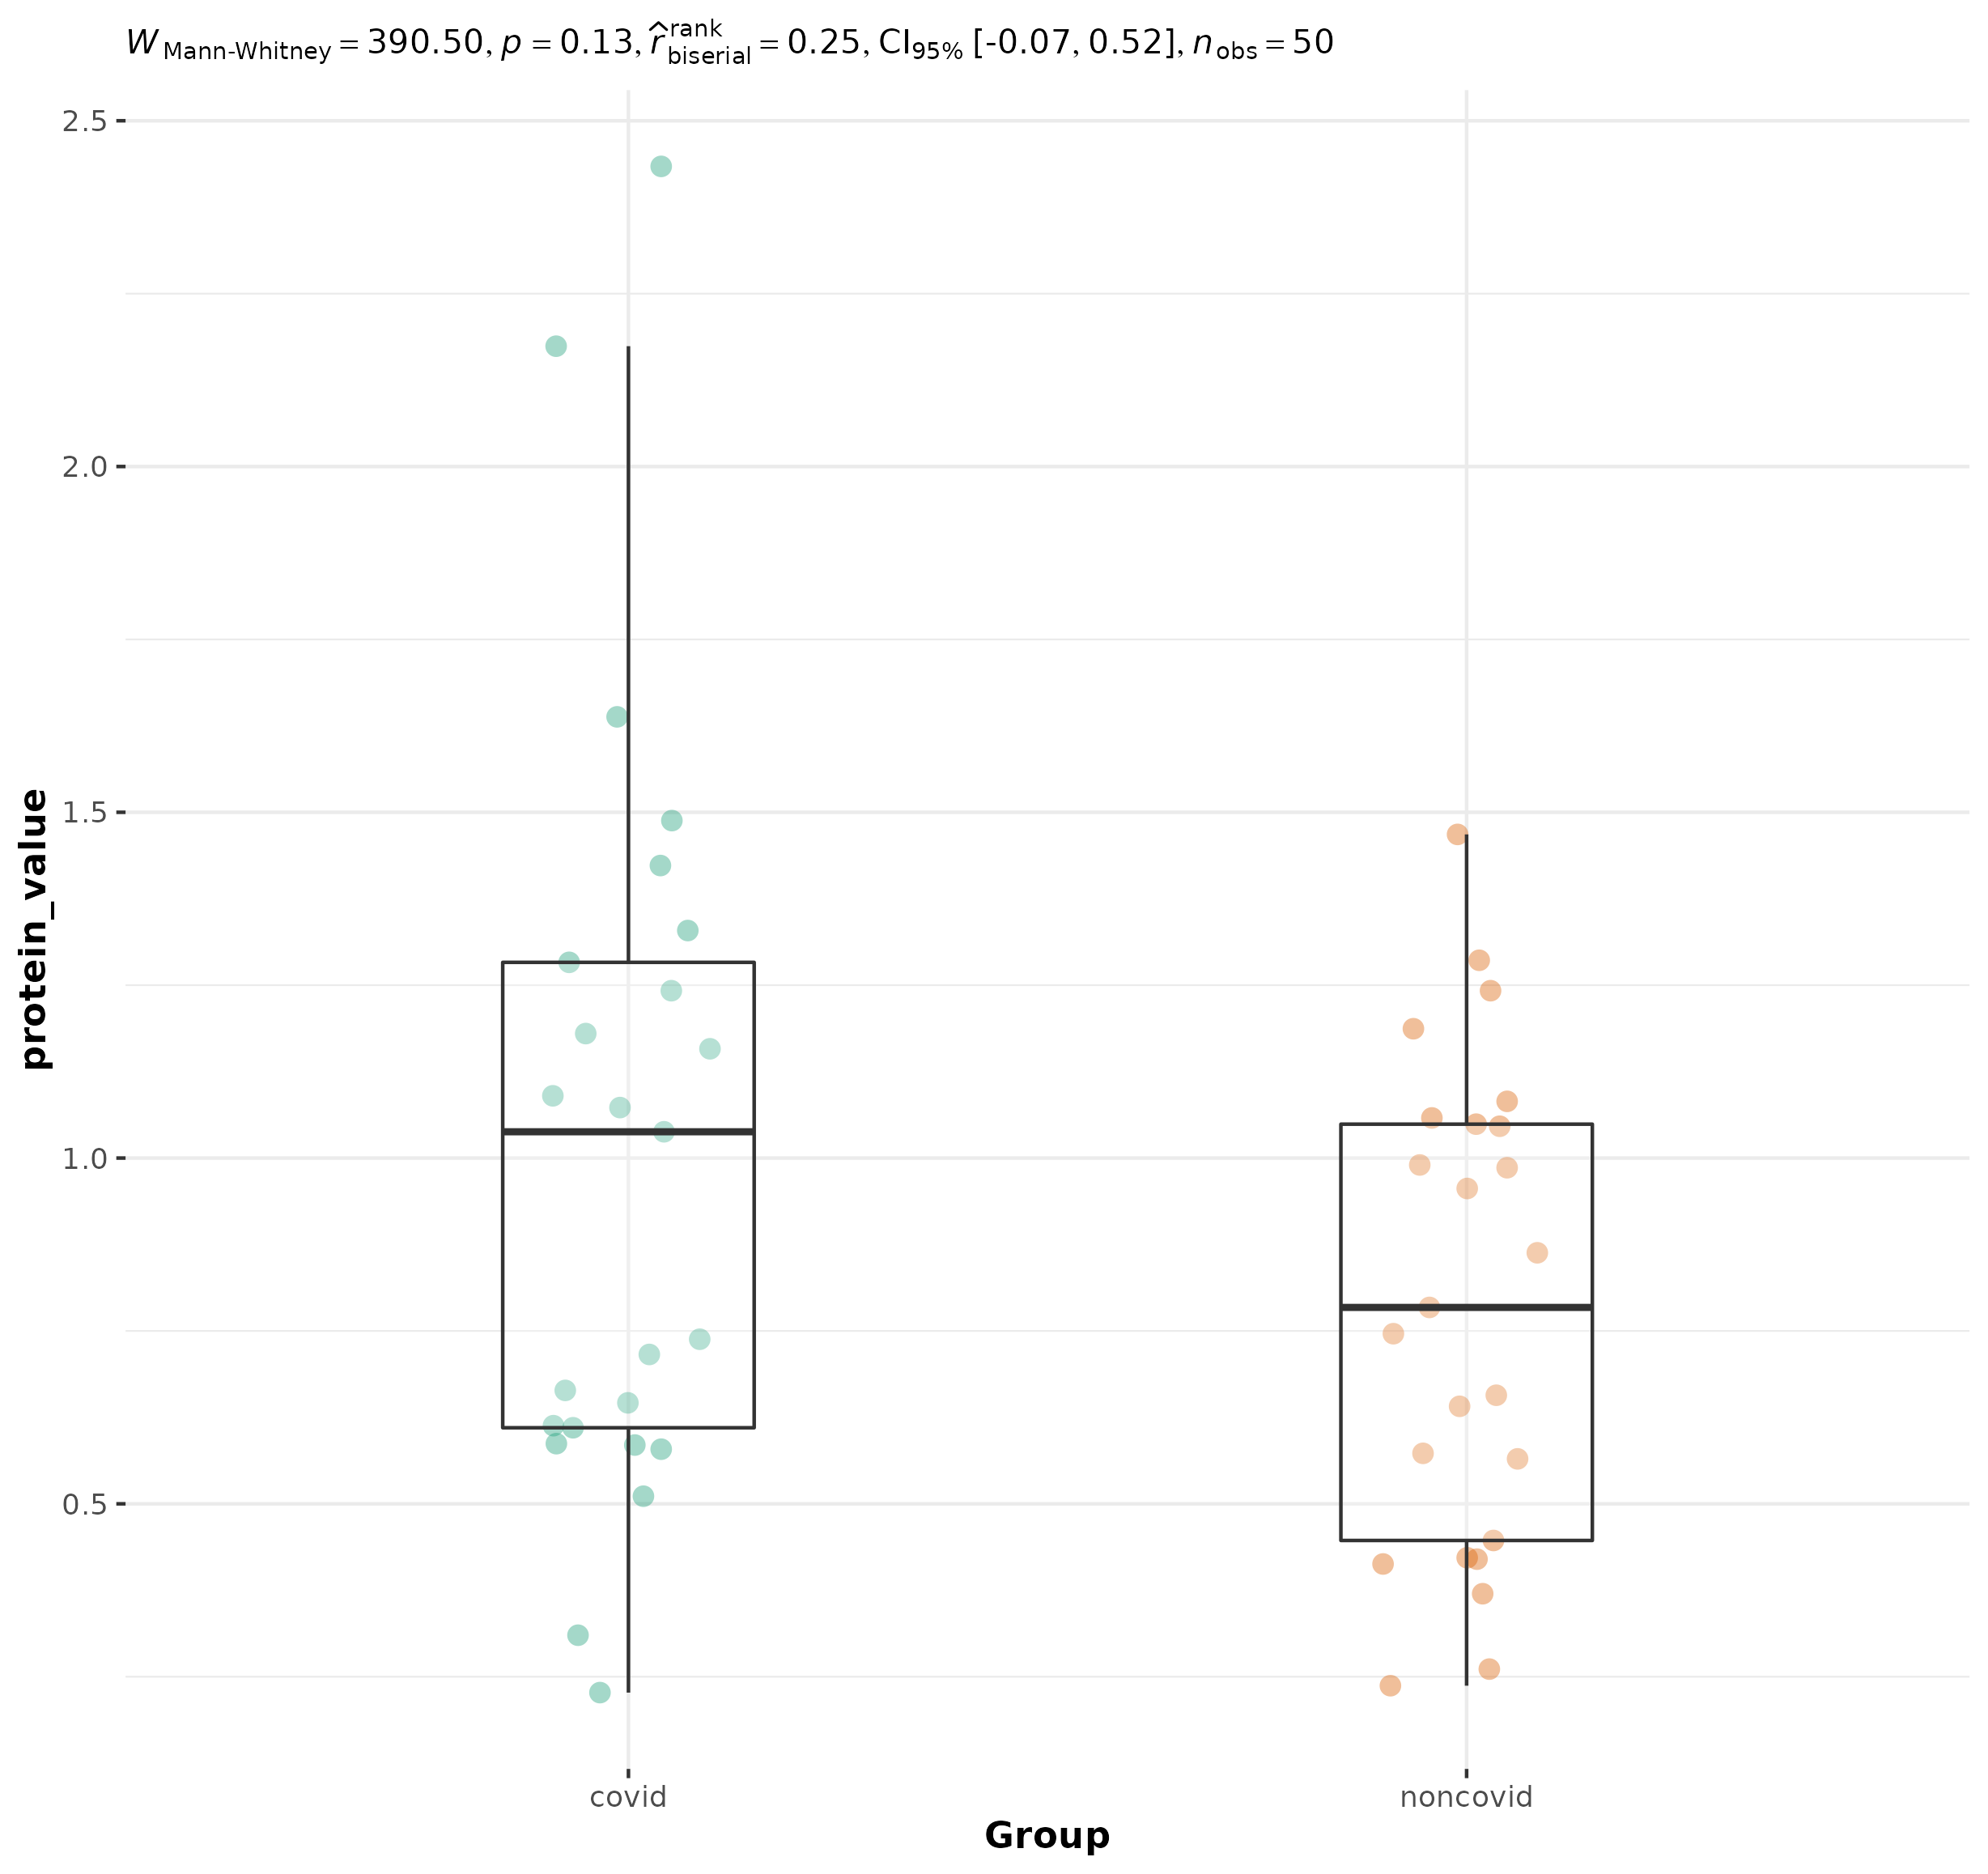 W Mann-Whitney = 390.50, p = 0.13, r̂ rank biserial = 0.25, CI95% [-0.07, 0.52], nobs = 50
2.5
2.0
1.5
1.0
0.5
protein_value
covid noncovid
Group